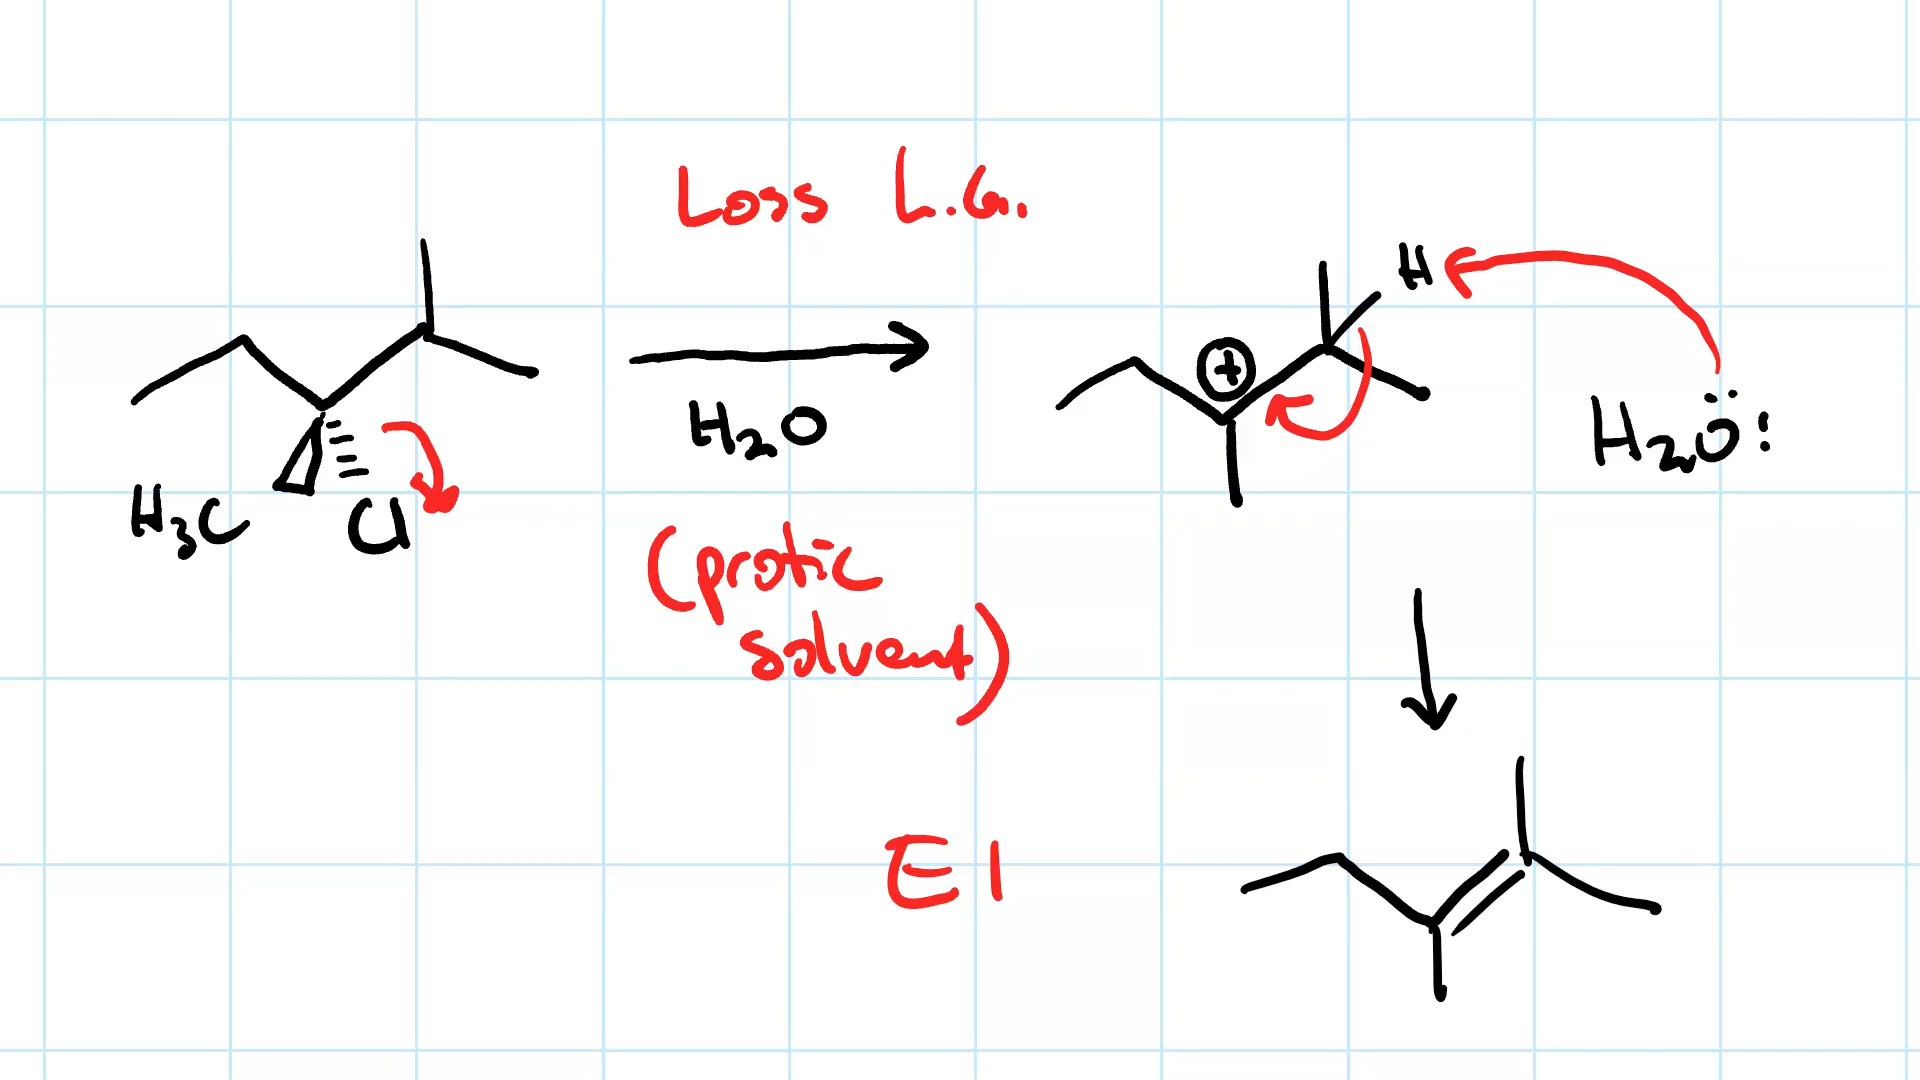 Loss L.G.
H₂O
H₃C
Cl
(protic
solvent)
⊕
H
H₂Ö:
E1